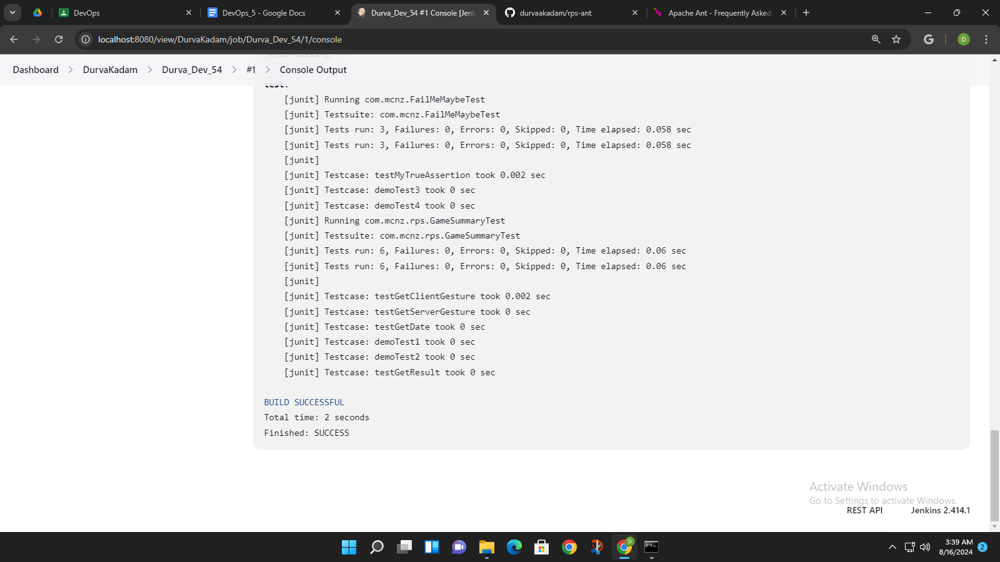 DevOps
DevOps_5 - Google Docs
Durva_Dev_54 #1 Console [Jenk
durvaakadam/rps-ant
Apache Ant - Frequently Asked
localhost:8080/view/DurvaKadam/job/Durva_Dev_54/1/console
G
D
junit-missing:
Dashboard > DurvaKadam > Durva_Dev_54 > #1 > Console Output
test:
[junit] Running com.mcnz.FailMeMaybeTest
[junit] Testsuite: com.mcnz.FailMeMaybeTest
[junit] Tests run: 3, Failures: 0, Errors: 0, Skipped: 0, Time elapsed: 0.058 sec
[junit] Tests run: 3, Failures: 0, Errors: 0, Skipped: 0, Time elapsed: 0.058 sec
[junit]
[junit] Testcase: testMyTrueAssertion took 0.002 sec
[junit] Testcase: demoTest3 took 0 sec
[junit] Testcase: demoTest4 took 0 sec
[junit] Running com.mcnz.rps.GameSummaryTest
[junit] Testsuite: com.mcnz.rps.GameSummaryTest
[junit] Tests run: 6, Failures: 0, Errors: 0, Skipped: 0, Time elapsed: 0.06 sec
[junit] Tests run: 6, Failures: 0, Errors: 0, Skipped: 0, Time elapsed: 0.06 sec
[junit]
[junit] Testcase: testGetClientGesture took 0.002 sec
[junit] Testcase: testGetServerGesture took 0 sec
[junit] Testcase: testGetDate took 0 sec
[junit] Testcase: demoTest1 took 0 sec
[junit] Testcase: demoTest2 took 0 sec
[junit] Testcase: testGetResult took 0 sec
BUILD SUCCESSFUL
Total time: 2 seconds
Finished: SUCCESS
Activate Windows
Go to Settings to activate Windows.
REST API
Jenkins 2.414.1
D
3:39 AM
8/16/2024
2